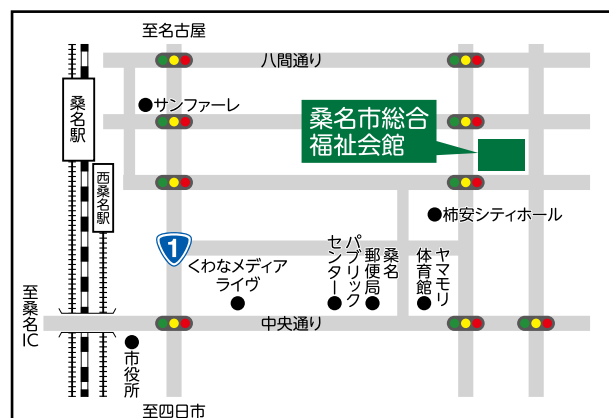 至名古屋
八間通り
桑名駅
サンファーレ
桑名市総合
福祉会館
西桑名駅
柿安シティホール
1
くわなメディア
ライヴ
パブリック
センター
桑名
郵便局
ヤマモリ
体育館
至桑名IC
中央通り
市役所
至四日市